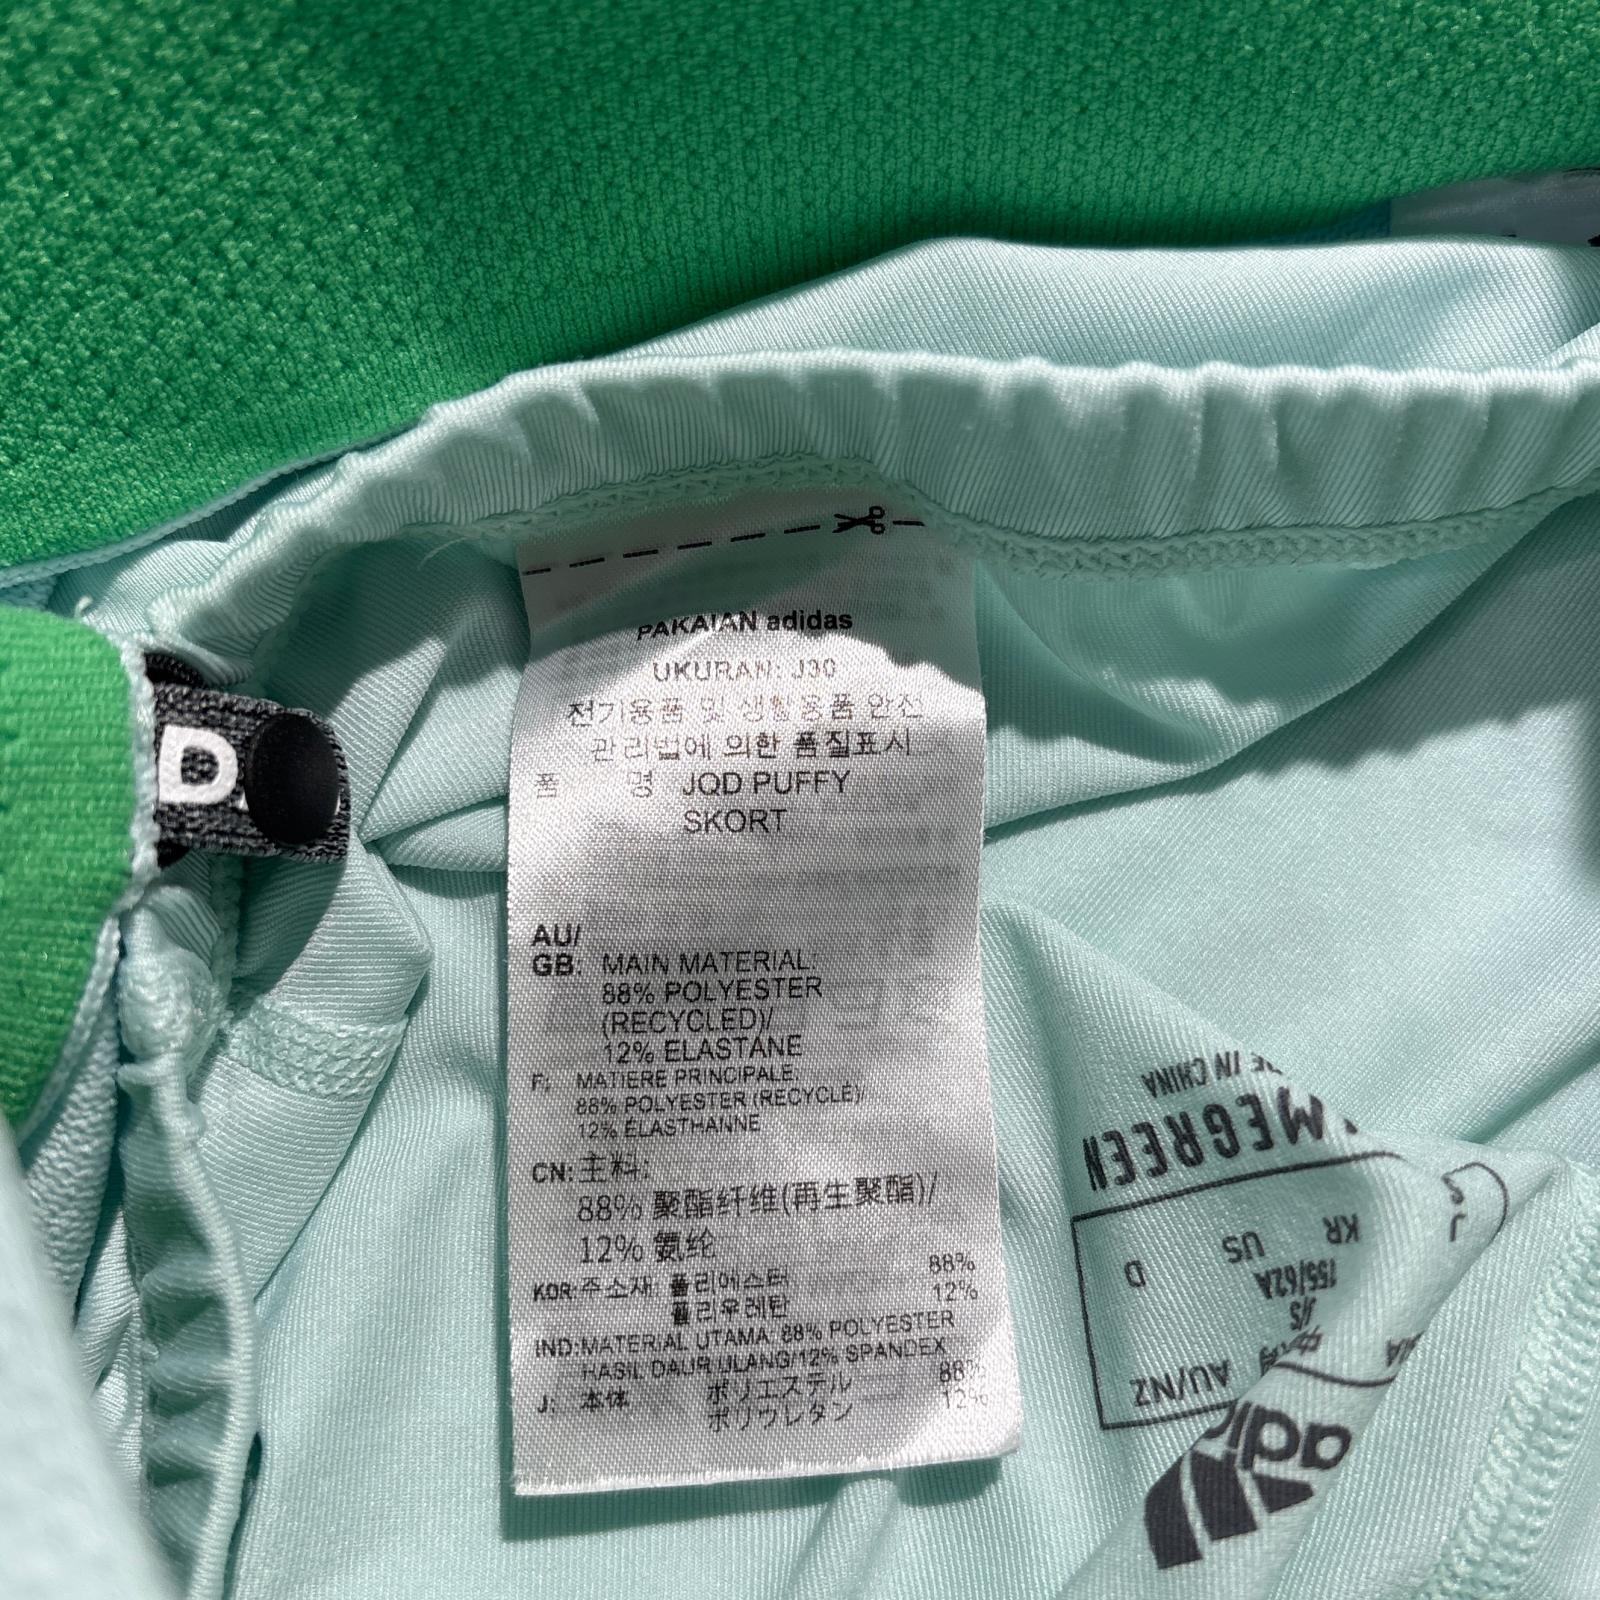 PAKAIAN adidas
UKURAN: J30
전기용품 및 생활용품 안전
관리법에 의한 품질표시
품 명 JQD PUFFY
SKORT
AU/
GB: MAIN MATERIAL:
88% POLYESTER
(RECYCLED)/
12% ELASTANE
F: MATIERE PRINCIPALE:
88% POLYESTER (RECYCLÉ)/
12% ÉLASTHANNE
CN: 主料:
88% 聚酯纤维(再生聚酯)/
12% 氨纶
KOR: 주소재: 폴리에스터 88%
폴리우레탄 12%
IND: MATERIAL UTAMA: 88% POLYESTER
HASIL DAUR ULANG/12% SPANDEX
J: 本体 ポリエステル 88%
ポリウレタン 12%
D
adidas
AU/NZ
J/S
155/62A
D US KR
MEGREEN
IN CHINA